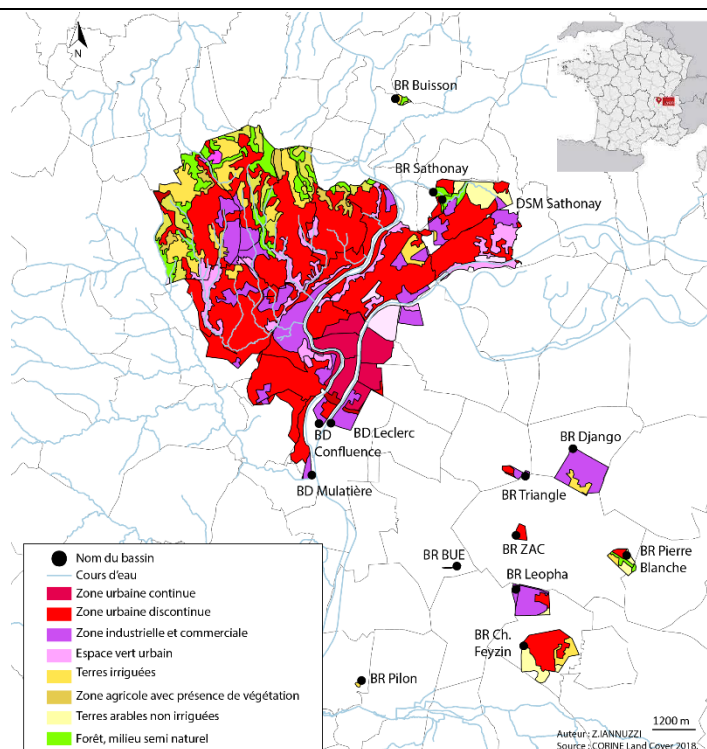 N
BR Buisson
BR Sathonay
DSM Sathonay
BD
Confluence
BD Leclerc
BD Mulatière
BR Django
BR Triangle
BR ZAC
BR BUE
BR Pierre
Blanche
BR Leopha
BR Ch.
Feyzin
BR Pilon
Nom du bassin
Cours d'eau
Zone urbaine continue
Zone urbaine discontinue
Zone industrielle et commerciale
Espace vert urbain
Terres irriguées
Zone agricole avec présence de végétation
Terres arables non irriguées
Forêt, milieu semi naturel
1200 m
Auteur : Z.IANNUZZI
Source : CORINE Land Cover 2018.